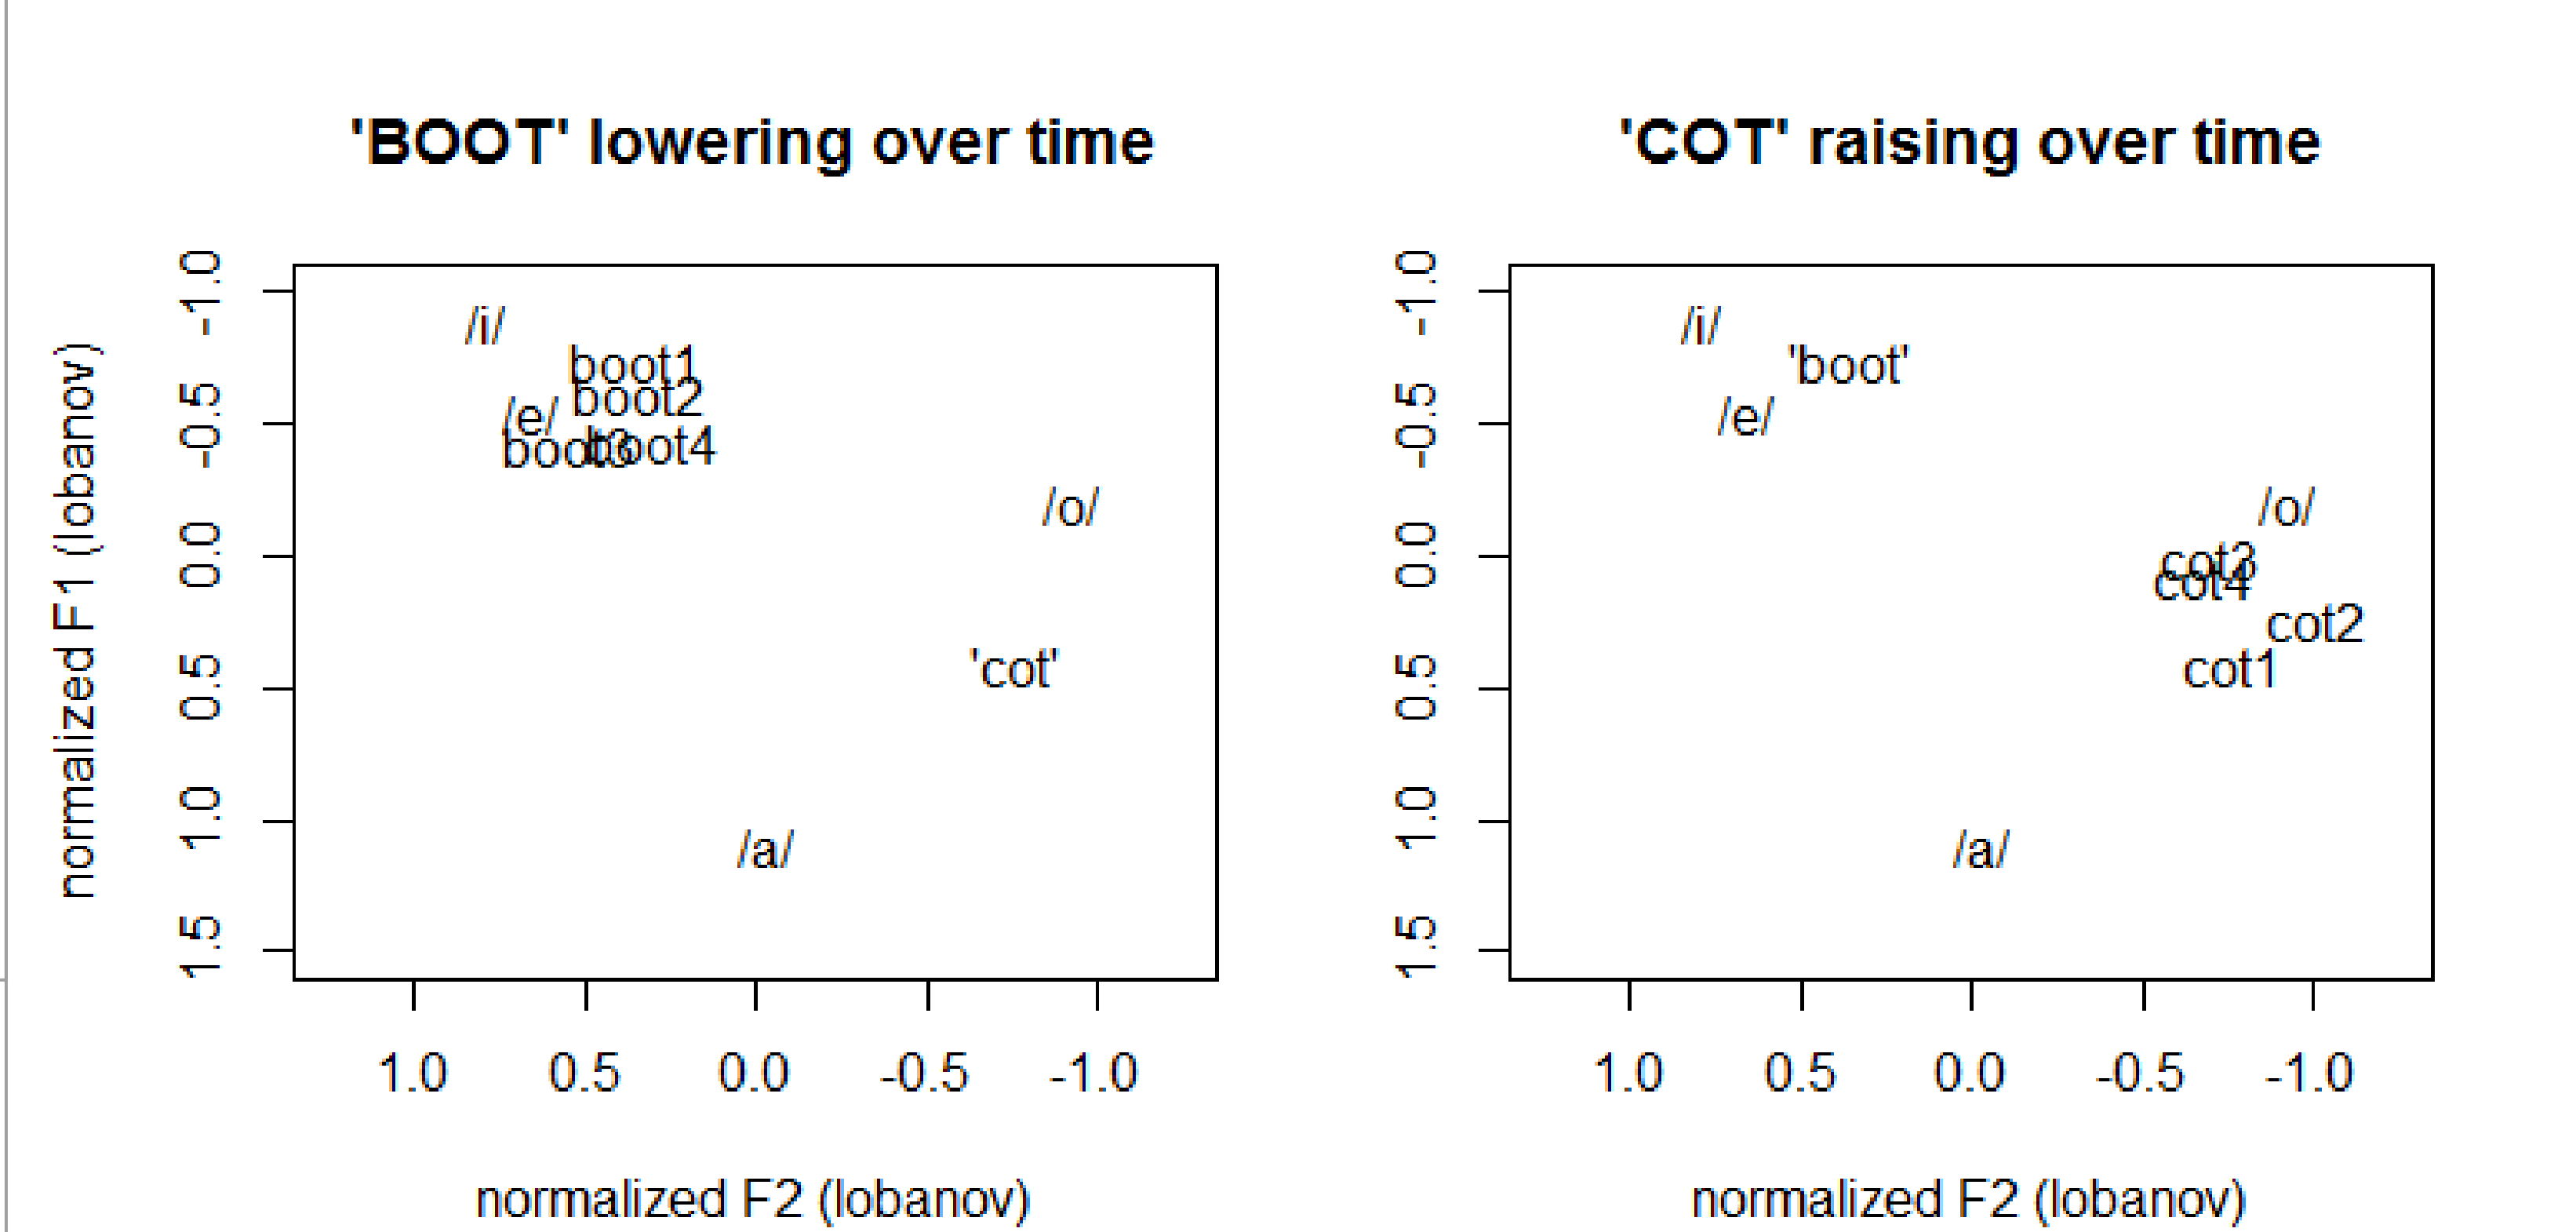 'BOOT' lowering over time
normalized F1 (lobanov)
-1.0
-0.5
0.0
0.5
1.0
1.5
/i/
boot1
boot2
/e/
boot3
boot4
/o/
'cot'
/a/
1.0 0.5 0.0 -0.5 -1.0
normalized F2 (lobanov)
'COT' raising over time
-1.0
-0.5
0.0
0.5
1.0
1.5
/i/
'boot'
/e/
/o/
cot3
cot4
cot2
cot1
/a/
1.0 0.5 0.0 -0.5 -1.0
normalized F2 (lobanov)